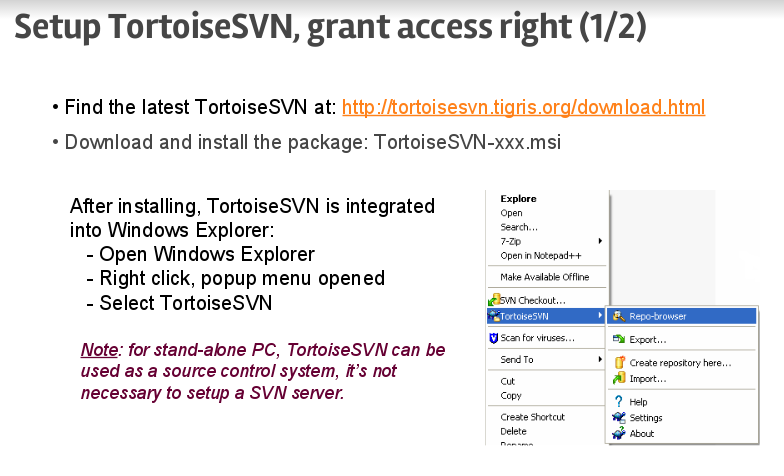 Setup TortoiseSVN, grant access right (1/2)
• Find the latest TortoiseSVN at: http://tortoisesvn.tigris.org/download.html
• Download and install the package: TortoiseSVN-xxx.msi
After installing, TortoiseSVN is integrated
into Windows Explorer:
- Open Windows Explorer
- Right click, popup menu opened
- Select TortoiseSVN
Note: for stand-alone PC, TortoiseSVN can be
used as a source control system, it's not
necessary to setup a SVN server.
Explore
Open
Search...
7-Zip
Open in Notepad++
Make Available Offline
SVN Checkout...
TortoiseSVN
Scan for viruses...
Send To
Cut
Copy
Create Shortcut
Delete
Rename
Repo-browser
Export...
Create repository here...
Import...
Help
Settings
About